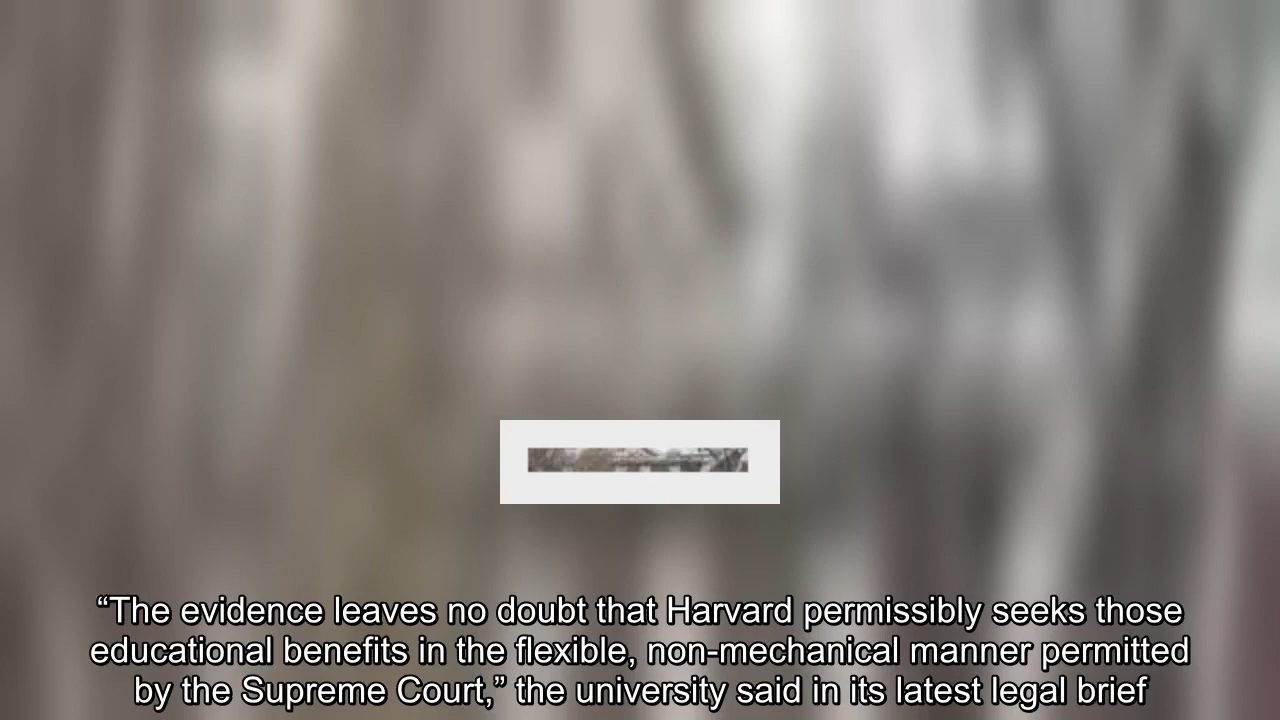 “The evidence leaves no doubt that Harvard permissibly seeks those
educational benefits in the flexible, non-mechanical manner permitted
by the Supreme Court,” the university said in its latest legal brief